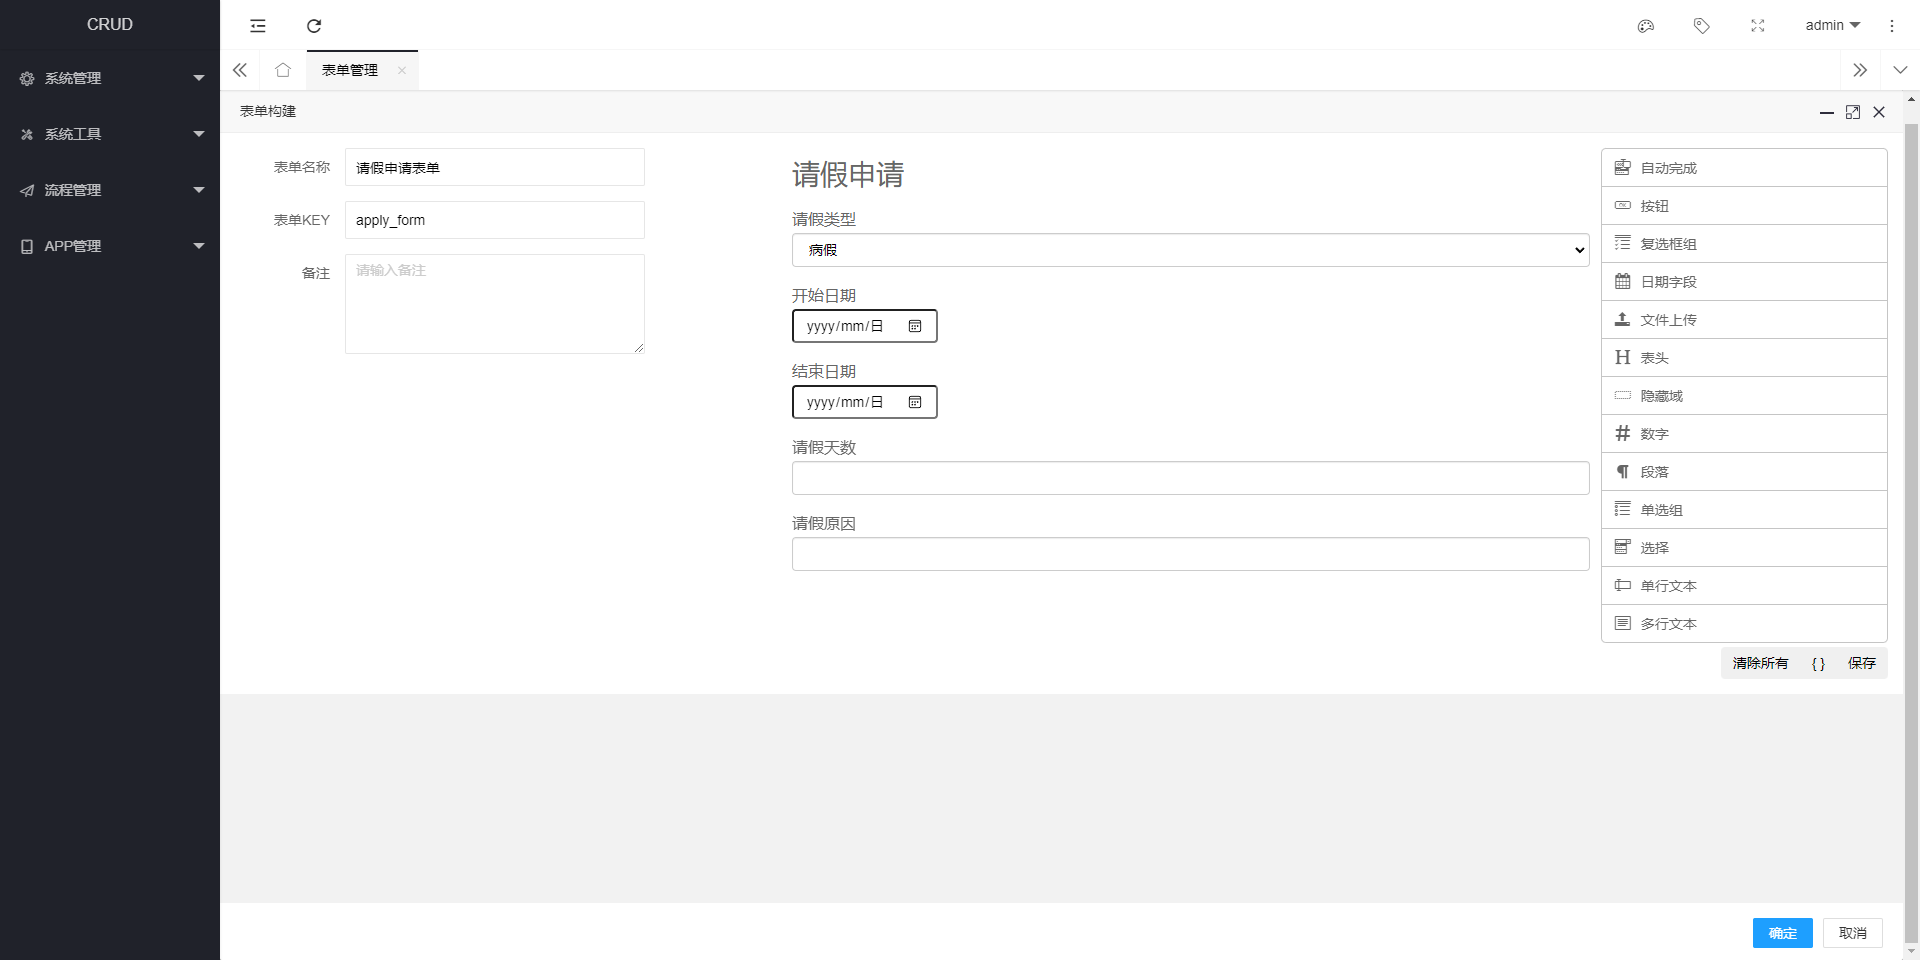 CRUD
admin
系统管理
系统工具
流程管理
APP管理
表单管理
表单构建
表单名称
请假申请表单
表单KEY
apply_form
备注
请输入备注
请假申请
请假类型
病假
开始日期
yyyy/mm/日
结束日期
yyyy/mm/日
请假天数
请假原因
自动完成
按钮
复选框组
日期字段
文件上传
H 表头
隐藏域
数字
段落
单选组
选择
单行文本
多行文本
清除所有 { } 保存
确定 取消